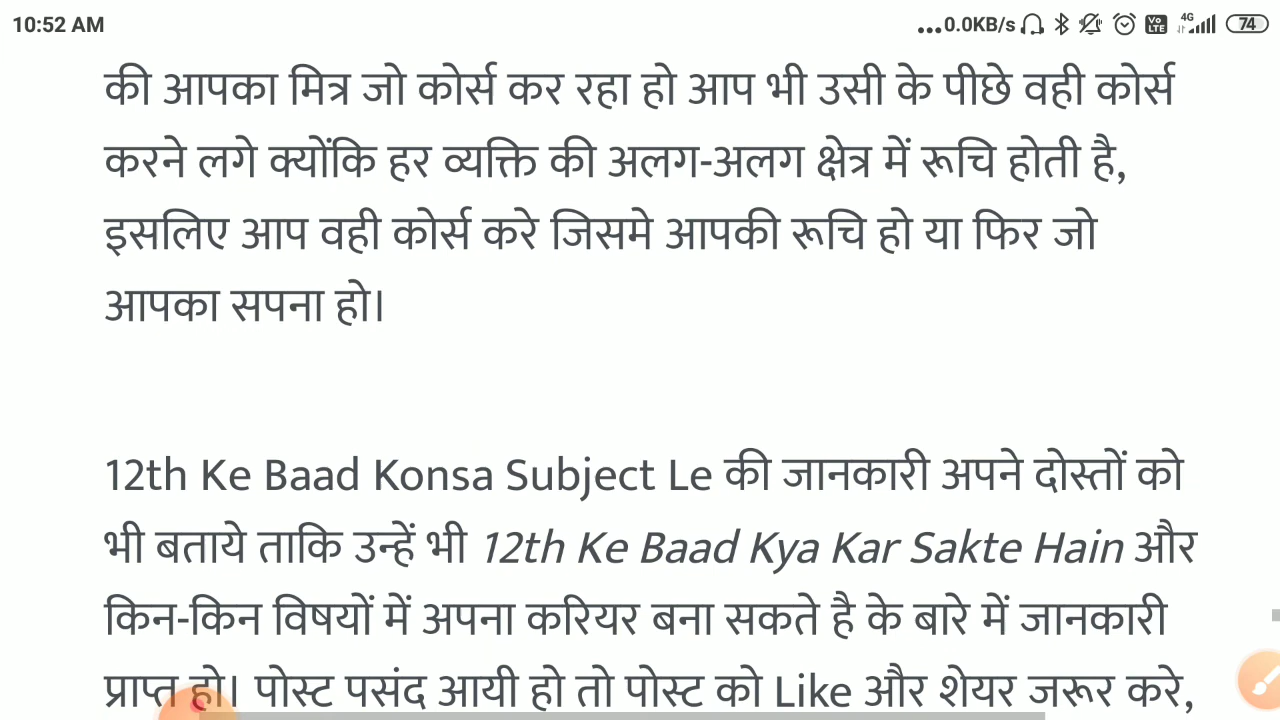 10:52 AM
...0.0KB/s 4G Vo LTE 74
की आपका मित्र जो कोर्स कर रहा हो आप भी उसी के पीछे वही कोर्स
करने लगे क्योंकि हर व्यक्ति की अलग-अलग क्षेत्र में रूचि होती है,
इसलिए आप वही कोर्स करे जिसमे आपकी रूचि हो या फिर जो
आपका सपना हो।
12th Ke Baad Konsa Subject Le की जानकारी अपने दोस्तों को
भी बताये ताकि उन्हें भी 12th Ke Baad Kya Kar Sakte Hain और
किन-किन विषयों में अपना करियर बना सकते है के बारे में जानकारी
प्राप्त हो। पोस्ट पसंद आयी हो तो पोस्ट को Like और शेयर जरूर करे,